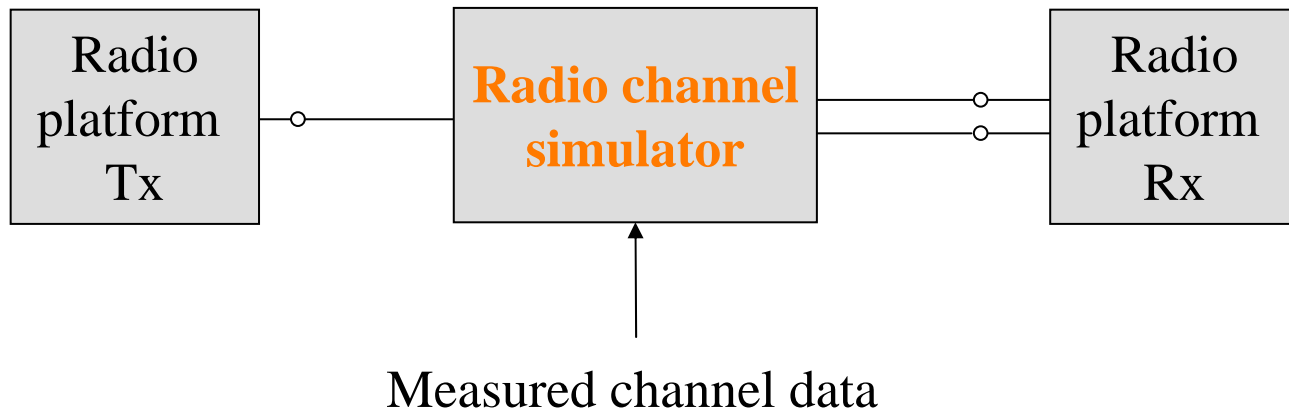 Radio
platform
Tx
Radio channel
simulator
Radio
platform
Rx
Measured channel data